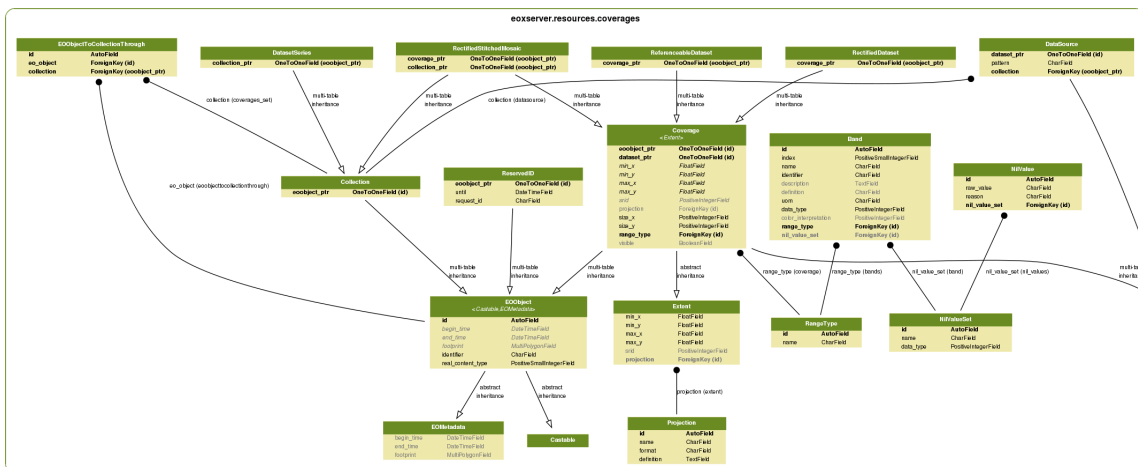 eoxserver.resources.coverages
EOObjectToCollectionThrough
id AutoField
eo_object ForeignKey (id)
collection ForeignKey (eoobject_ptr)
DatasetSeries
collection_ptr OneToOneField (eoobject_ptr)
RectifiedStitchedMosaic
coverage_ptr OneToOneField (eoobject_ptr)
collection_ptr OneToOneField (eoobject_ptr)
ReferenceableDataset
coverage_ptr OneToOneField (eoobject_ptr)
RectifiedDataset
coverage_ptr OneToOneField (eoobject_ptr)
DataSource
dataset_ptr OneToOneField (id)
pattern CharField
collection ForeignKey (eoobject_ptr)
collection (coverages_set)
multi-table
inheritance
multi-table
inheritance
collection (datasource)
multi-table
inheritance
multi-table
inheritance
multi-table
inheritance
Coverage
<Extent>
eoobject_ptr OneToOneField (id)
dataset_ptr OneToOneField (id)
min_x FloatField
min_y FloatField
max_x FloatField
max_y FloatField
srid PositiveIntegerField
projection ForeignKey (id)
size_x PositiveIntegerField
size_y PositiveIntegerField
range_type ForeignKey (id)
visible BooleanField
Band
id AutoField
index PositiveSmallIntegerField
name CharField
identifier CharField
description TextField
definition CharField
uom CharField
data_type PositiveIntegerField
color_interpretation PositiveIntegerField
range_type ForeignKey (id)
nil_value_set ForeignKey (id)
NilValue
id AutoField
raw_value CharField
reason CharField
nil_value_set ForeignKey (id)
eo_object (eoobjecttocollectionthrough)
Collection
eoobject_ptr OneToOneField (id)
ReservedID
eoobject_ptr OneToOneField (id)
until DateTimeField
request_id CharField
multi-table
inheritance
multi-table
inheritance
multi-table
inheritance
abstract
inheritance
range_type (coverage)
range_type (bands)
nil_value_set (band)
nil_value_set (nil_values)
EOObject
<Castable,EOMetadata>
id AutoField
begin_time DateTimeField
end_time DateTimeField
footprint MultiPolygonField
identifier CharField
real_content_type PositiveSmallIntegerField
Extent
min_x FloatField
min_y FloatField
max_x FloatField
max_y FloatField
srid PositiveIntegerField
projection ForeignKey (id)
RangeType
id AutoField
name CharField
NilValueSet
id AutoField
name CharField
data_type PositiveIntegerField
abstract
inheritance
abstract
inheritance
projection (extent)
EOMetadata
begin_time DateTimeField
end_time DateTimeField
footprint MultiPolygonField
Castable
Projection
id AutoField
name CharField
format CharField
definition TextField